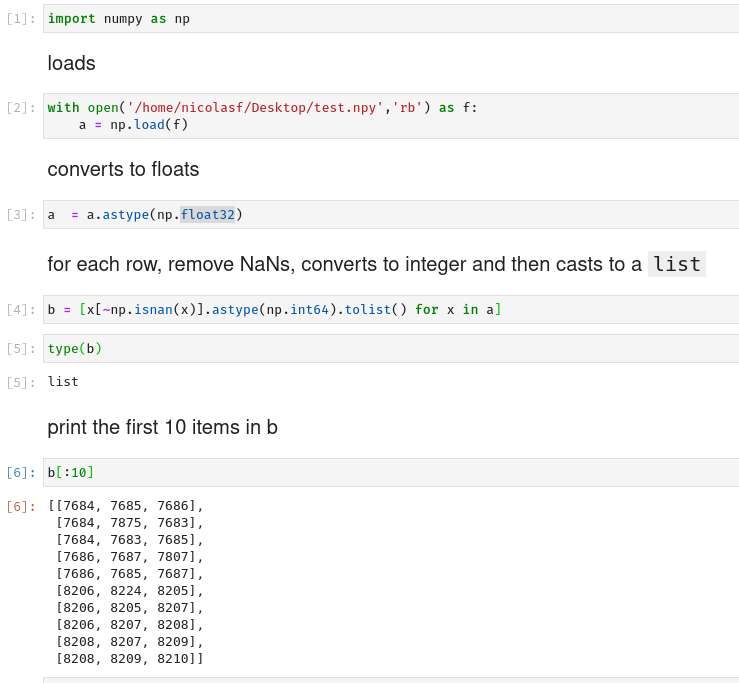 [1]: import numpy as np
loads
[2]: with open('/home/nicolasf/Desktop/test.npy','rb') as f:
    a = np.load(f)
converts to floats
[3]: a  = a.astype(np.float32)
for each row, remove NaNs, converts to integer and then casts to a list
[4]: b = [x[~np.isnan(x)].astype(np.int64).tolist() for x in a]
[5]: type(b)
[5]: list
print the first 10 items in b
[6]: b[:10]
[6]: [[7684, 7685, 7686],
 [7684, 7875, 7683],
 [7684, 7683, 7685],
 [7686, 7687, 7807],
 [7686, 7685, 7687],
 [8206, 8224, 8205],
 [8206, 8205, 8207],
 [8206, 8207, 8208],
 [8208, 8207, 8209],
 [8208, 8209, 8210]]